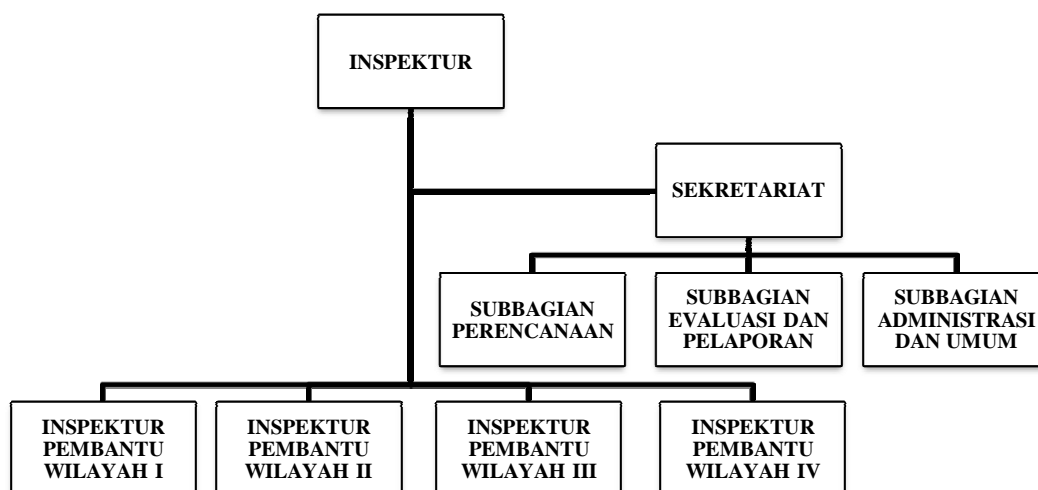 INSPEKTUR
SEKRETARIAT
SUBBAGIAN
PERENCANAAN
SUBBAGIAN
EVALUASI DAN
PELAPORAN
SUBBAGIAN
ADMINISTRASI
DAN UMUM
INSPEKTUR
PEMBANTU
WILAYAH I
INSPEKTUR
PEMBANTU
WILAYAH II
INSPEKTUR
PEMBANTU
WILAYAH III
INSPEKTUR
PEMBANTU
WILAYAH IV